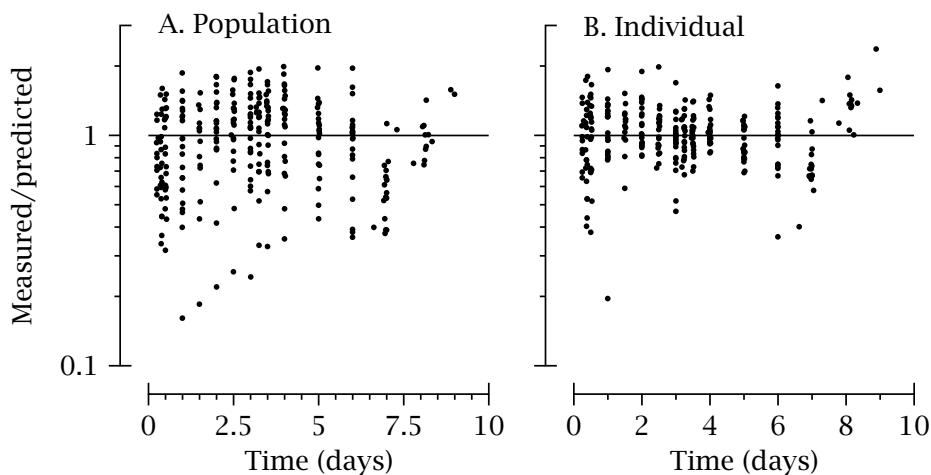 A. Population
B. Individual
Measured/predicted
1
0.1
1
0 2.5 5 7.5 10
0 2 4 6 8 10
Time (days)
Time (days)